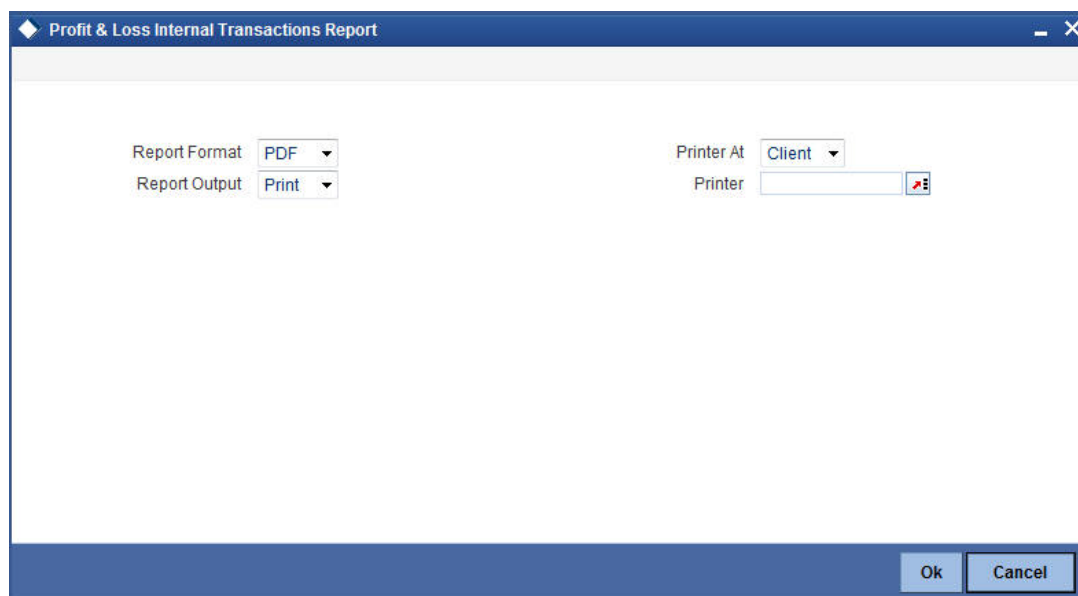 Profit & Loss Internal Transactions Report
Report Format PDF Printer At Client
Report Output Print Printer
Ok Cancel